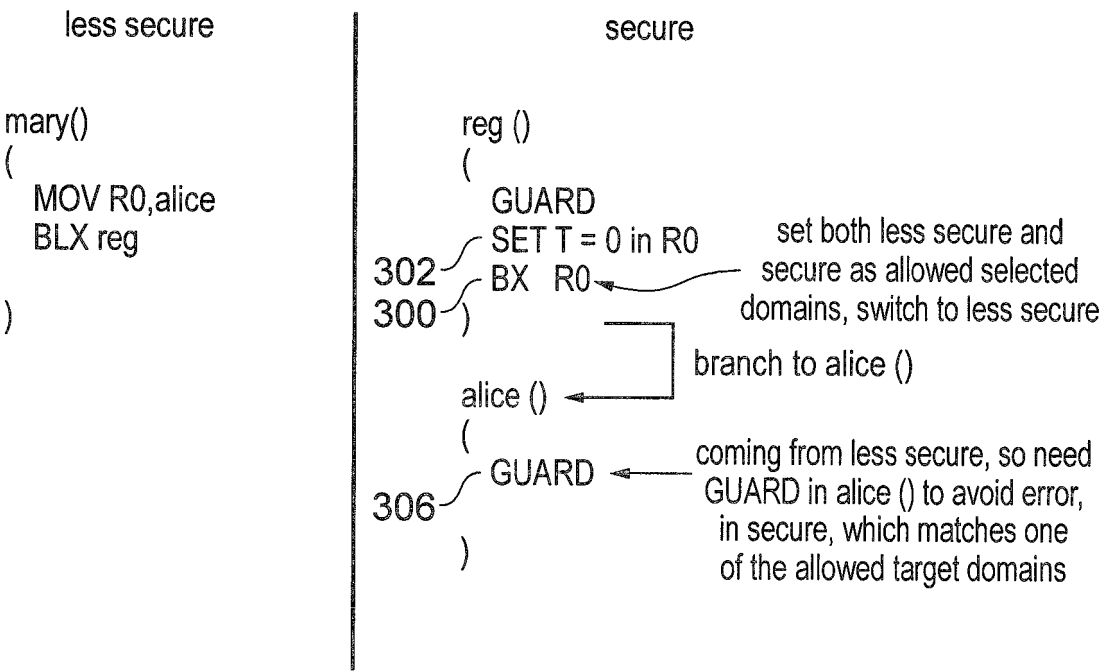 less secure
secure
mary()
(
MOV R0,alice
BLX reg
)
reg ()
(
GUARD
SET T = 0 in R0
302
BX R0
300
)
set both less secure and
secure as allowed selected
domains, switch to less secure
branch to alice ()
alice ()
(
GUARD
306
)
coming from less secure, so need
GUARD in alice () to avoid error,
in secure, which matches one
of the allowed target domains